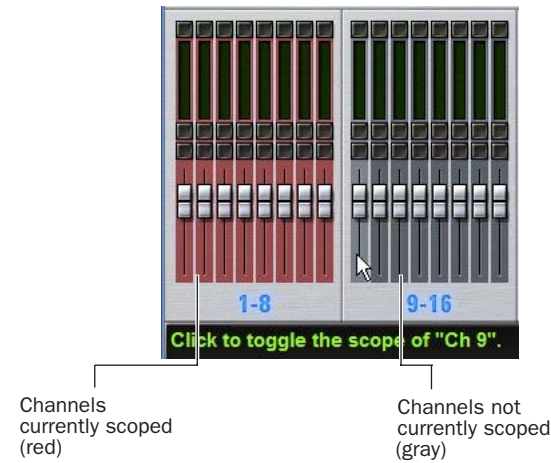 1-8
9-16
Click to toggle the scope of "Ch 9".
Channels
currently scoped
(red)
Channels not
currently scoped
(gray)